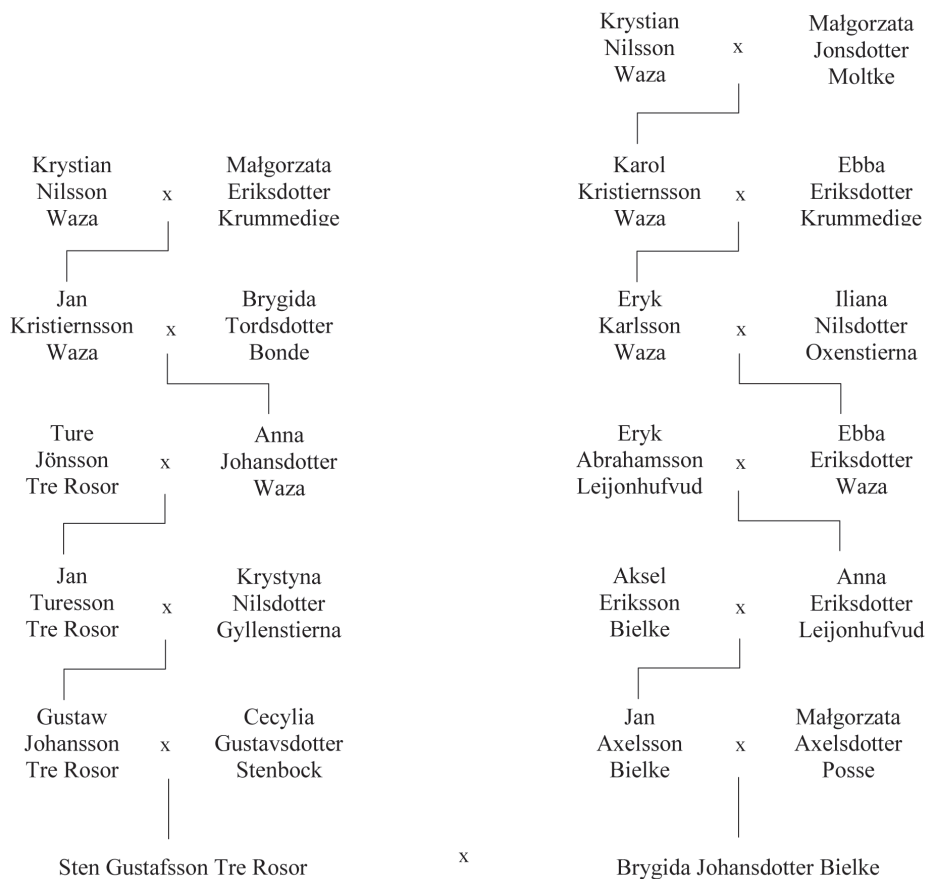 Krystian
Nilsson
Waza
x
Małgorzata
Jonsdotter
Moltke
Krystian
Nilsson
Waza
x
Małgorzata
Eriksdotter
Krummedige
Karol
Kristiernsson
Waza
x
Ebba
Eriksdotter
Krummedige
Jan
Kristiernsson
Waza
x
Brygida
Tordsdotter
Bonde
Eryk
Karlsson
Waza
x
Iliana
Nilsdotter
Oxenstierna
Ture
Jönsson
Tre Rosor
x
Anna
Johansdotter
Waza
Eryk
Abrahamsson
Leijonhufvud
x
Ebba
Eriksdotter
Waza
Jan
Turesson
Tre Rosor
x
Krystyna
Nilsdotter
Gyllenstierna
Aksel
Eriksson
Bielke
x
Anna
Eriksdotter
Leijonhufvud
Gustaw
Johansson
Tre Rosor
x
Cecylia
Gustavsdotter
Stenbock
Jan
Axelsson
Bielke
x
Małgorzata
Axelsdotter
Posse
Sten Gustafsson Tre Rosor
x
Brygida Johansdotter Bielke